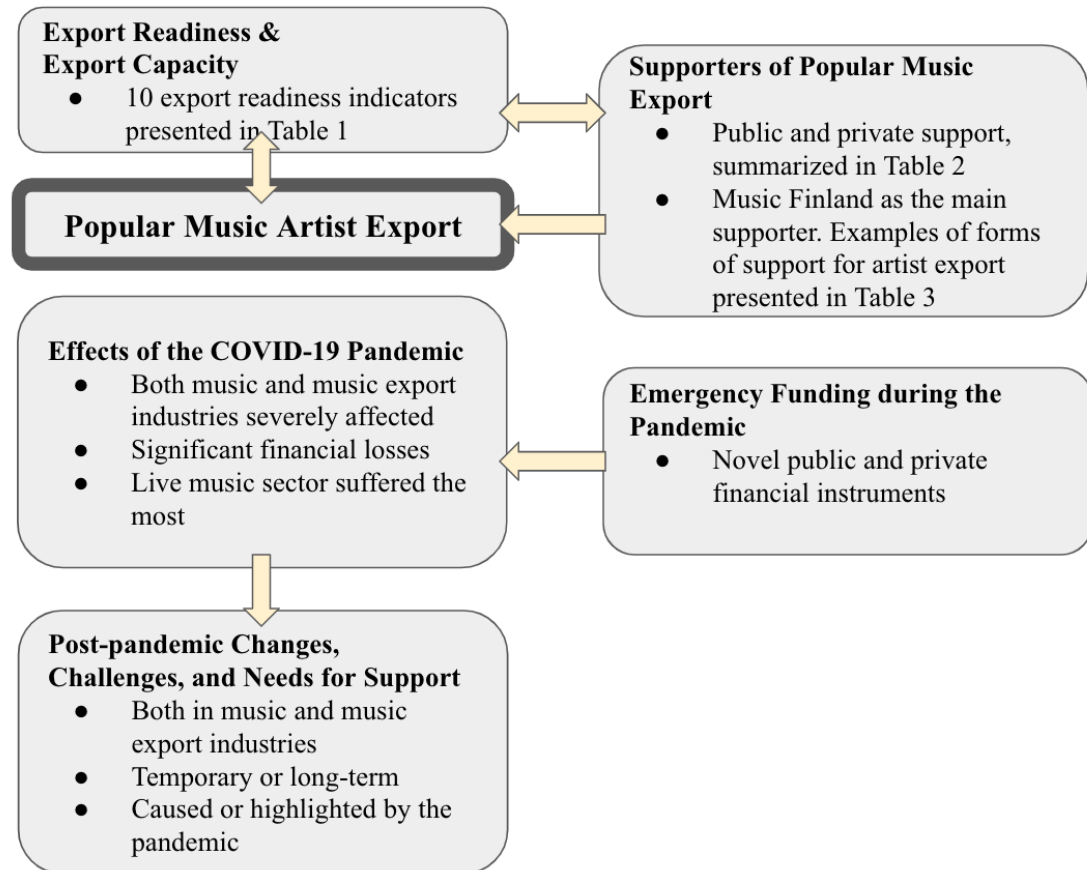 Export Readiness &
Export Capacity
● 10 export readiness indicators
presented in Table 1
Supporters of Popular Music
Export
● Public and private support,
summarized in Table 2
● Music Finland as the main
supporter. Examples of forms
of support for artist export
presented in Table 3
Popular Music Artist Export
Effects of the COVID-19 Pandemic
● Both music and music export
industries severely affected
● Significant financial losses
● Live music sector suffered the
most
Emergency Funding during the
Pandemic
● Novel public and private
financial instruments
Post-pandemic Changes,
Challenges, and Needs for Support
● Both in music and music
export industries
● Temporary or long-term
● Caused or highlighted by the
pandemic